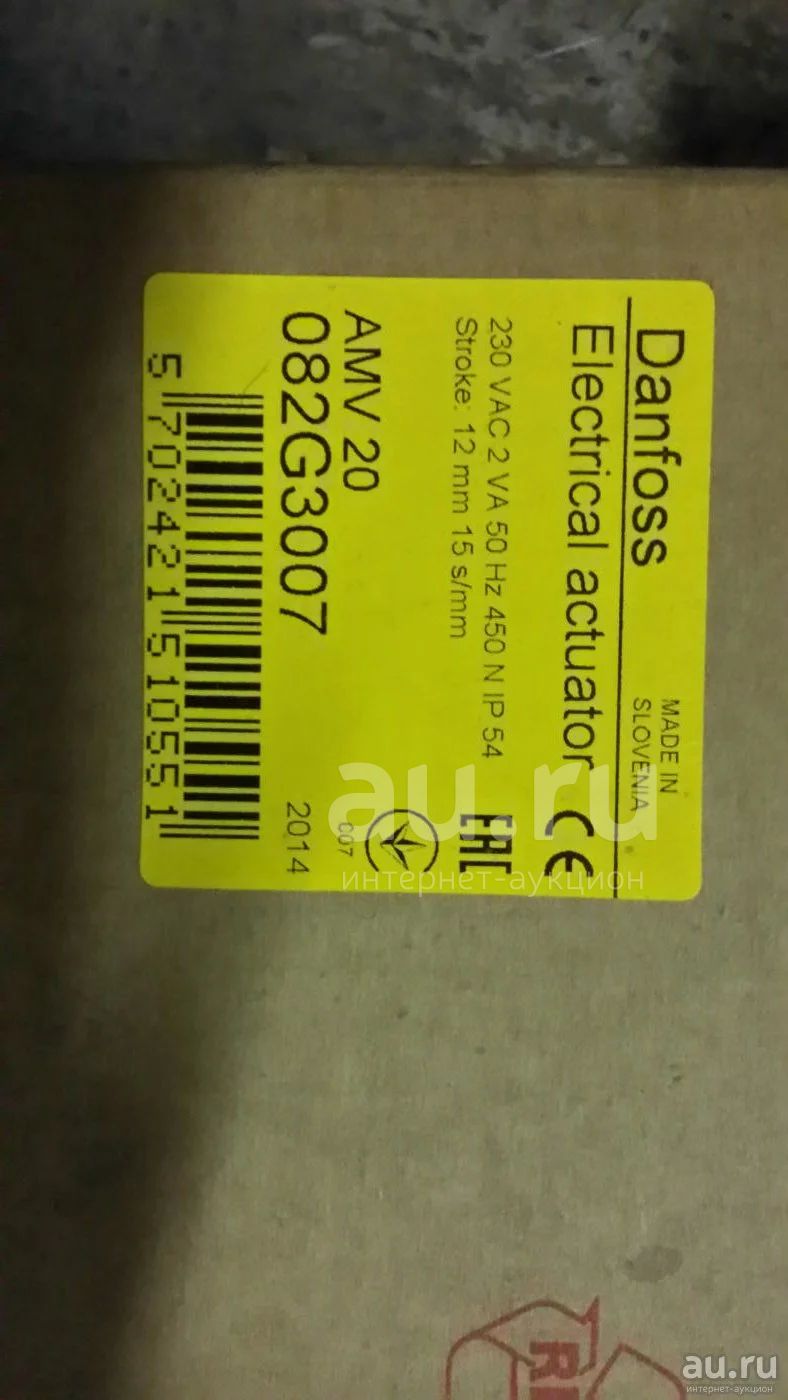 Danfoss
MADE IN
SLOVENIA
Electrical actuator CE
230 VAC 2 VA 50 Hz 450 N IP 54
Stroke: 12 mm 15 s/mm
EAC
AMV 20
007
082G3007
2014
5 702421 510551
au.ru
интернет-аукцион
au.ru
интернет-аукцион